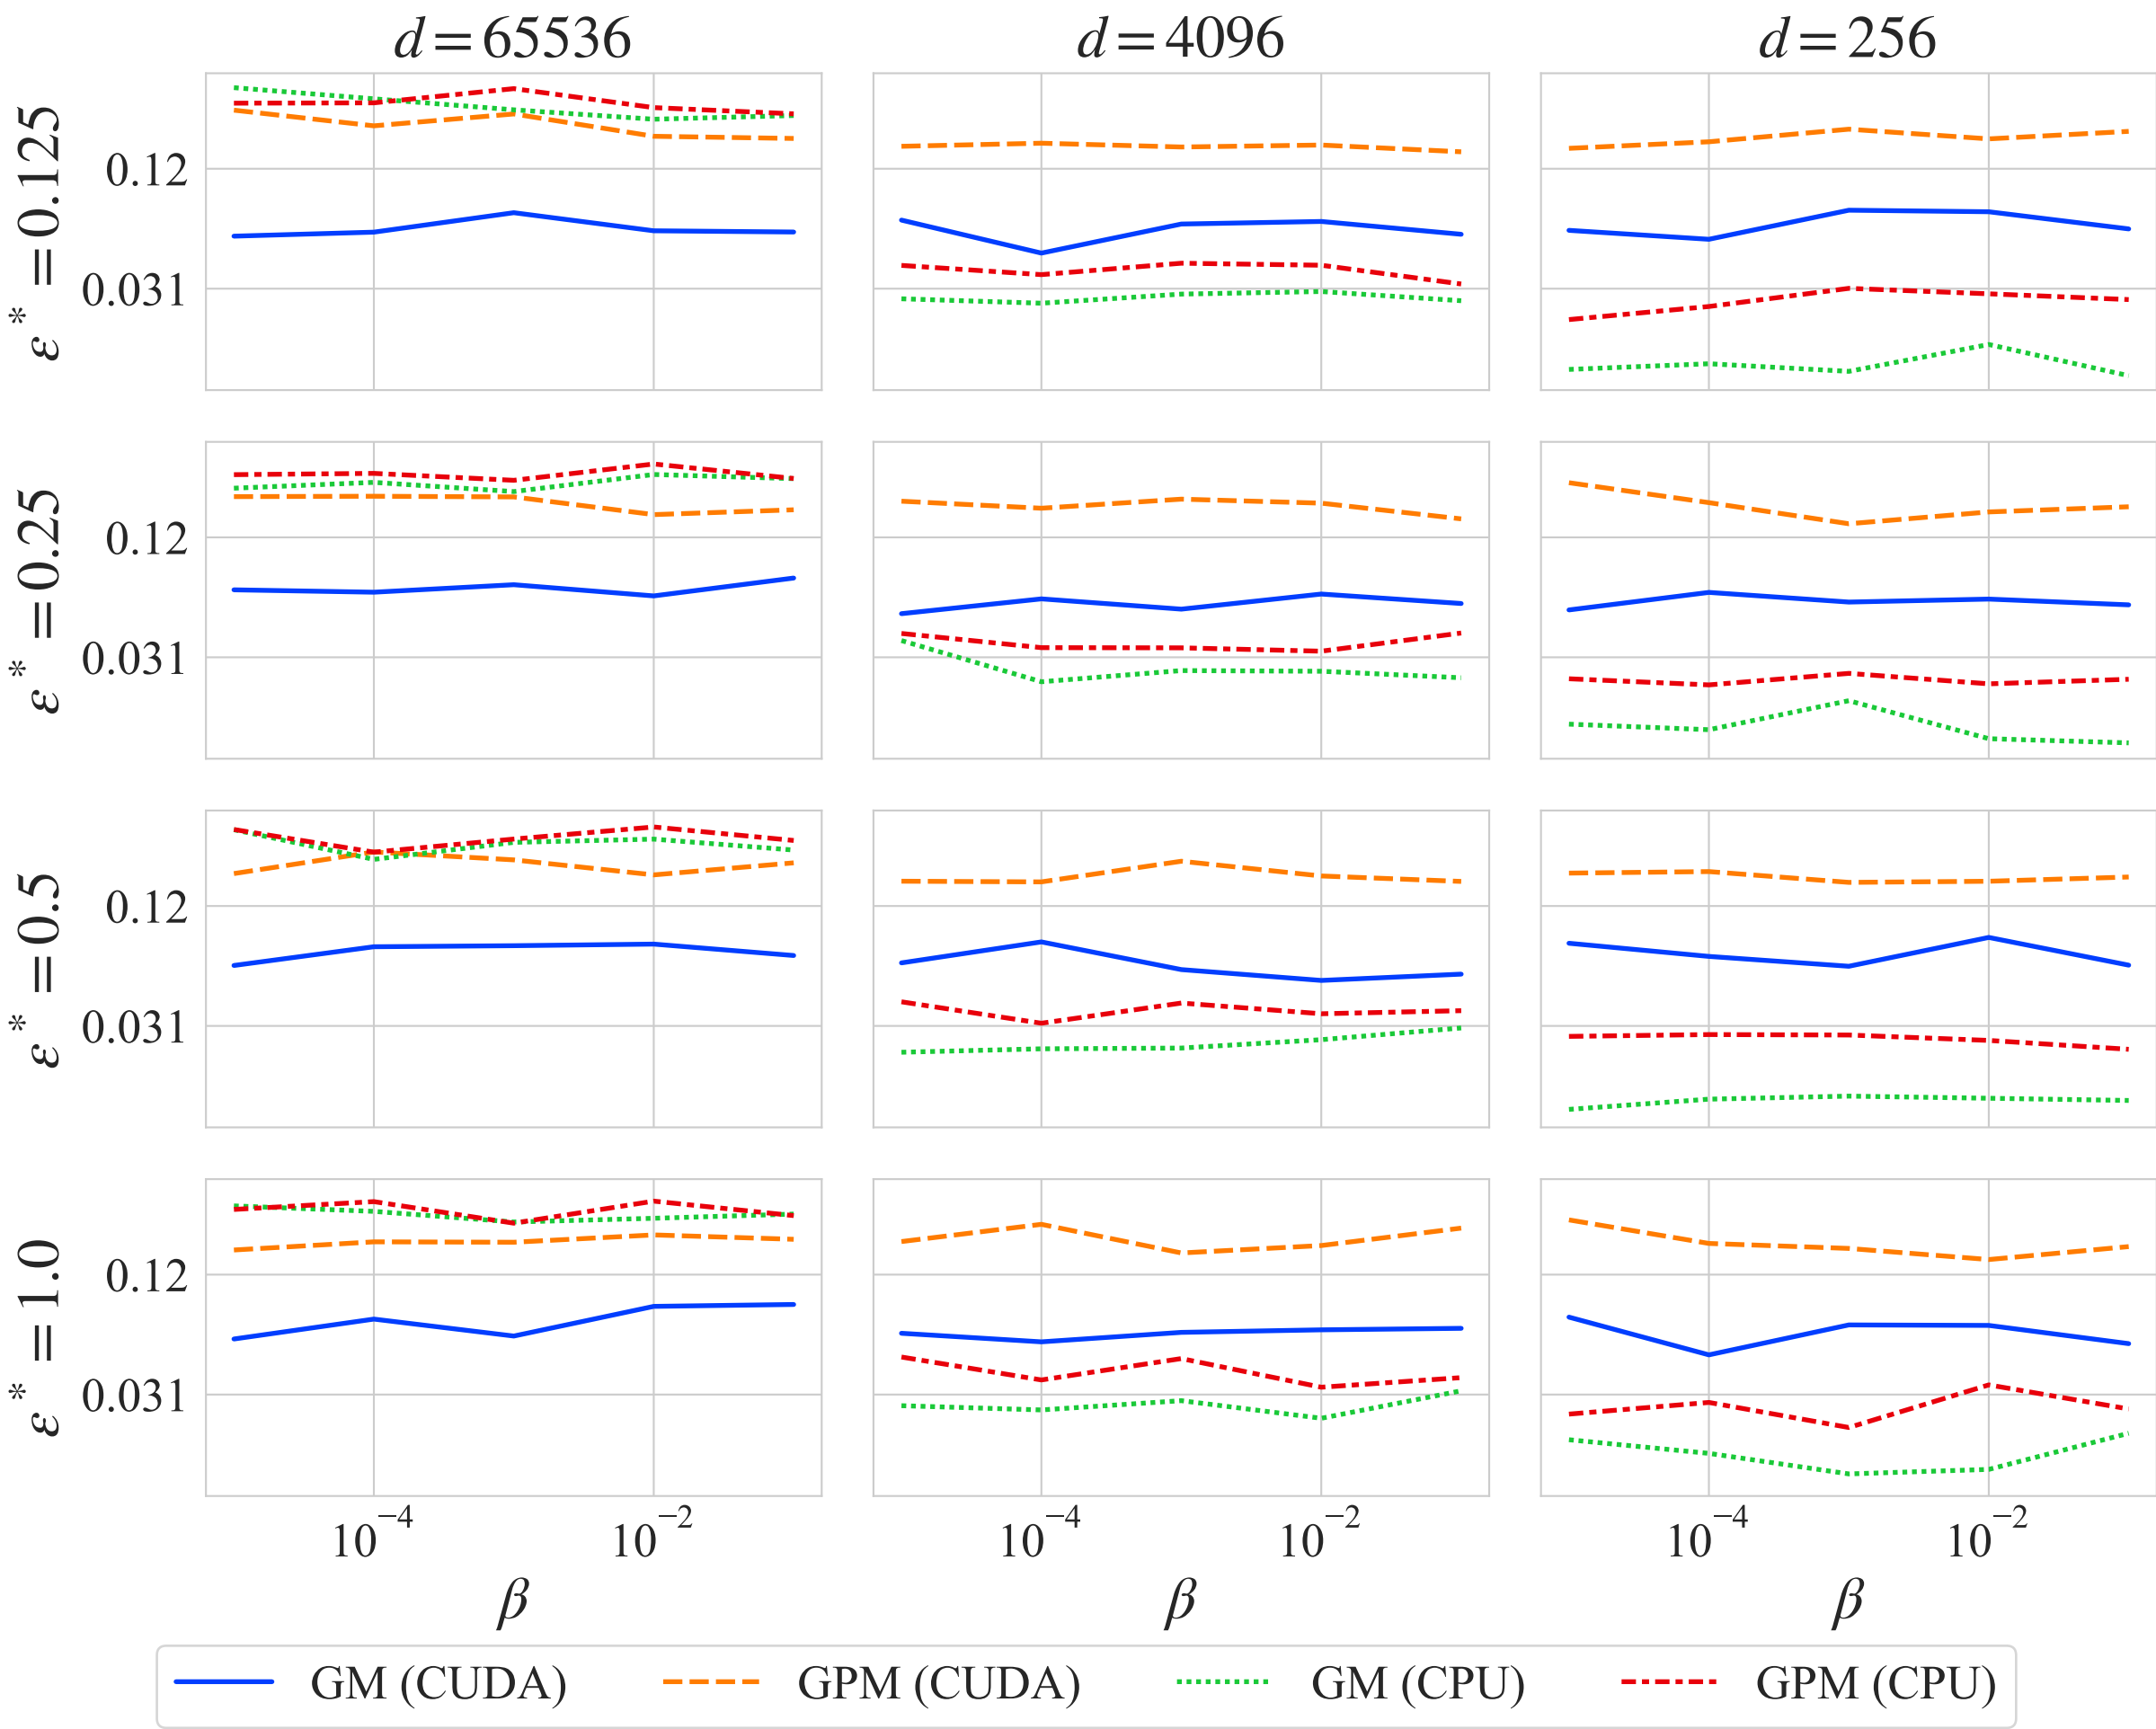 d = 65536 d = 4096 d = 256
ε* = 0.125
0.12
0.031
ε* = 0.25
0.12
0.031
ε* = 0.5
0.12
0.031
ε* = 1.0
0.12
0.031
10⁻⁴ 10⁻² 10⁻⁴ 10⁻² 10⁻⁴ 10⁻²
β β β
GM (CUDA) GPM (CUDA) GM (CPU) GPM (CPU)